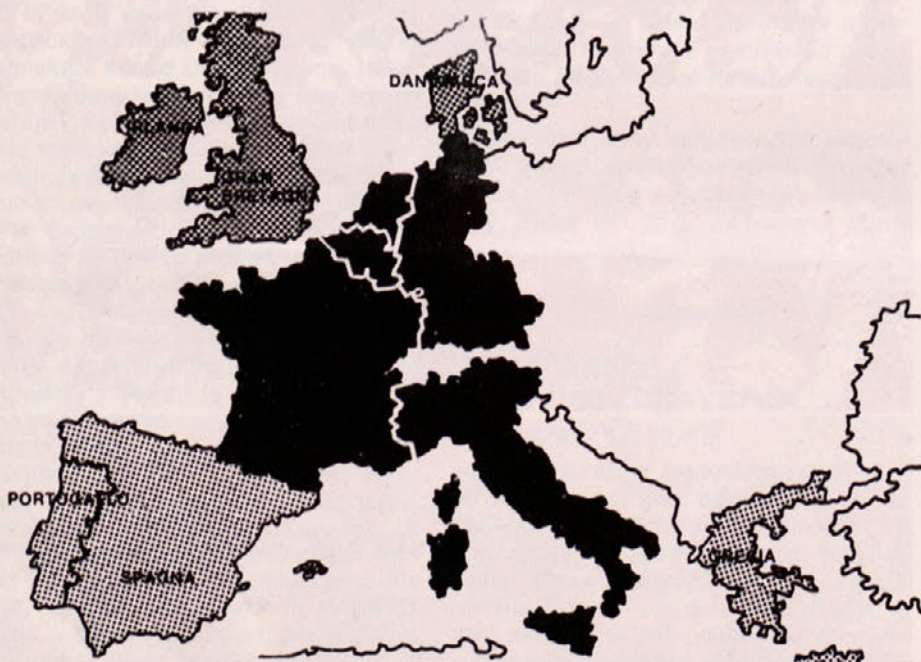 DANIMARCA
IRLANDA
GRAN
BRETAGNA
PORTOGALLO
SPAGNA
GRECIA